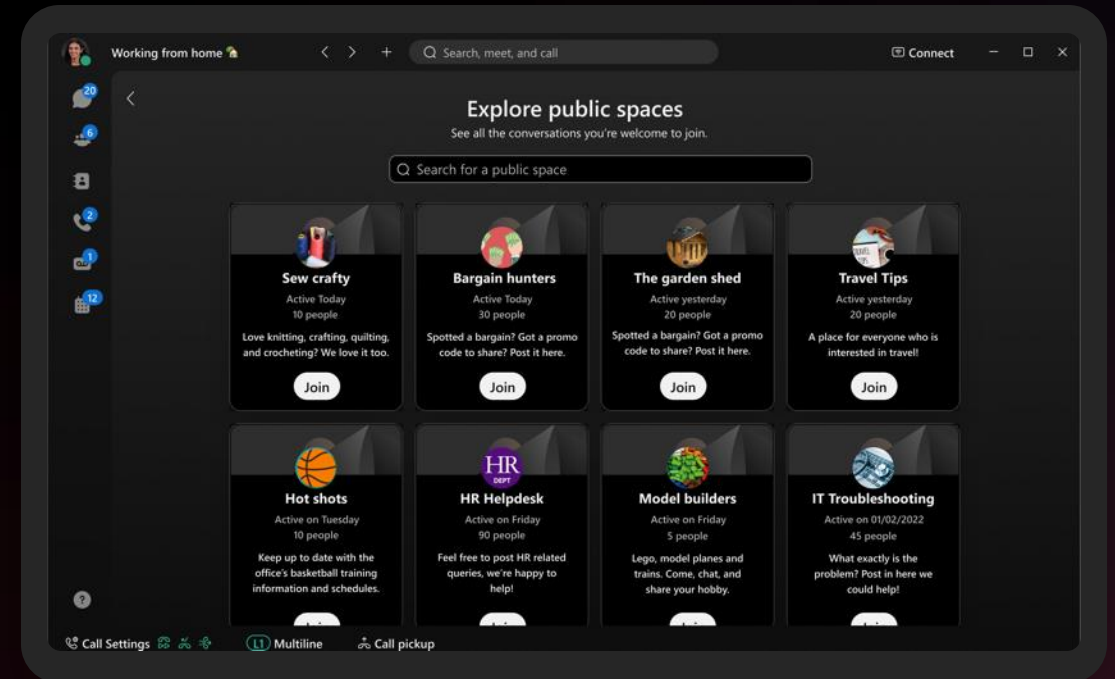 Working from home
Search, meet, and call
Connect
20
6
2
1
12
Explore public spaces
See all the conversations you're welcome to join.
Search for a public space
Sew crafty
Active Today
10 people
Love knitting, crafting, quilting,
and crocheting? We love it too.
Join
Bargain hunters
Active Today
30 people
Spotted a bargain? Got a promo
code to share? Post it here.
Join
The garden shed
Active yesterday
20 people
Spotted a bargain? Got a promo
code to share? Post it here.
Join
TRAVEL
TIPS
Travel Tips
Active yesterday
20 people
A place for everyone who is
interested in travel!
Join
Hot shots
Active on Tuesday
10 people
Keep up to date with the
office's basketball training
information and schedules.
HR
DEPT
HR Helpdesk
Active on Friday
90 people
Feel free to post HR related
queries, we're happy to
help!
Model builders
Active on Friday
5 people
Lego, model planes and
trains. Come, chat, and
share your hobby.
IT Troubleshooting
Active on 01/02/2022
45 people
What exactly is the
problem? Post in here we
could help!
?
Call Settings
L1 Multiline
Call pickup